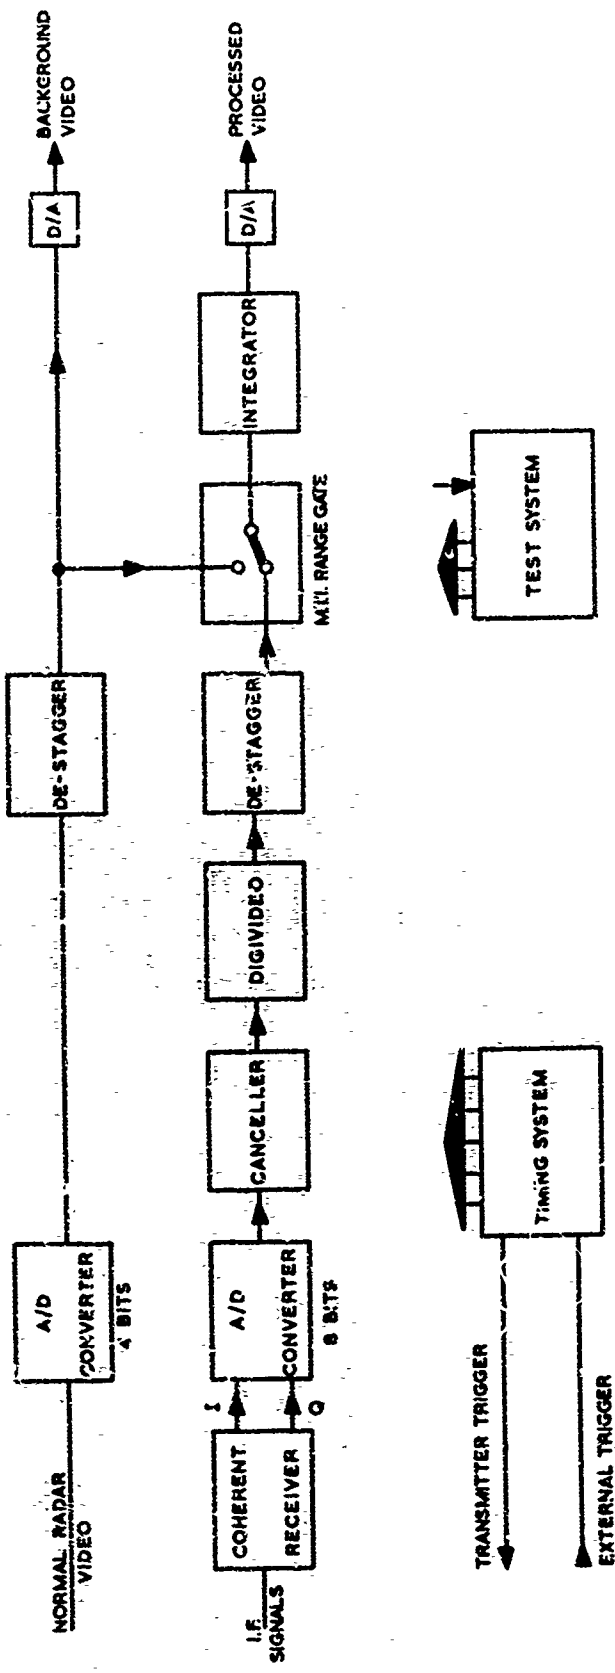 NORMAL RADAR
VIDEO
A/D
CONVERTER
4 BITS
DE-STAGGER
D/A
BACKGROUND
VIDEO
I.F.
SIGNALS
COHERENT
RECEIVER
I
Q
A/D
CONVERTER
8 BITS
CANCELLER
DIGIVIDEO
DE-STAGGER
M.T.I. RANGE GATE
INTEGRATOR
D/A
PROCESSED
VIDEO
TRANSMITTER TRIGGER
EXTERNAL TRIGGER
TIMING SYSTEM
TEST SYSTEM